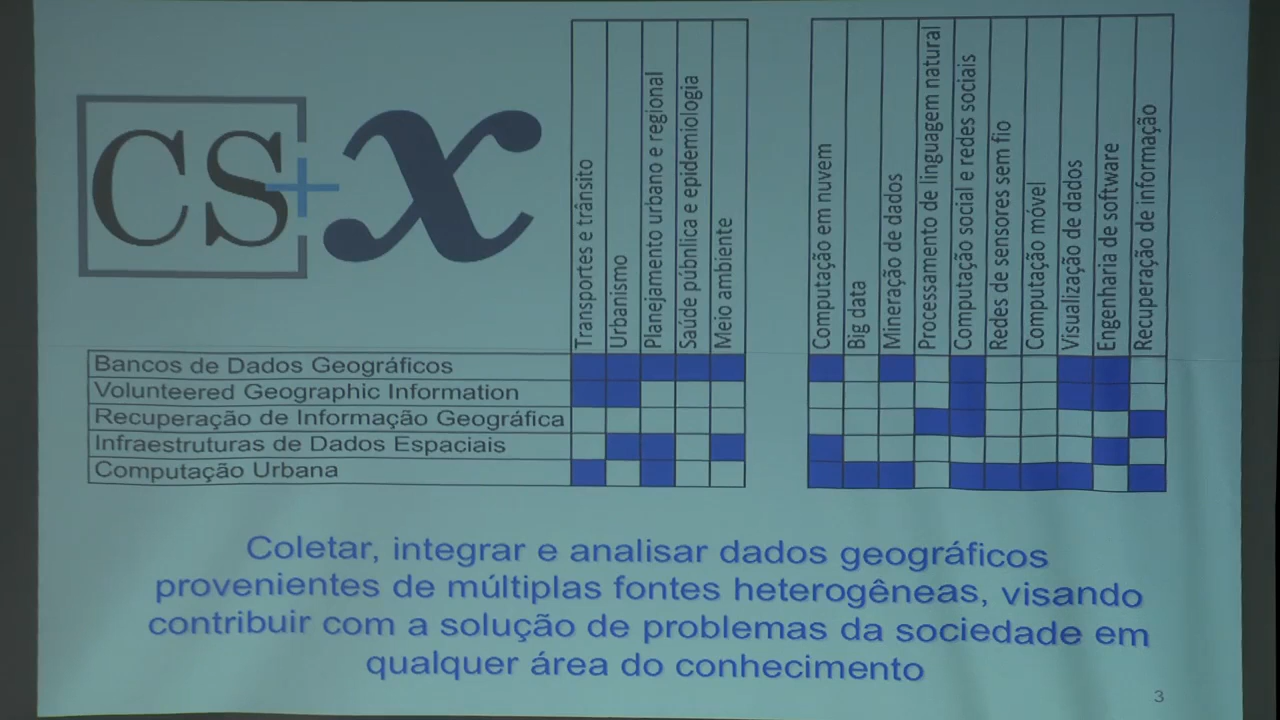 CS+x
Transportes e trânsito
Urbanismo
Planejamento urbano e regional
Saúde púbnlica e epidemiologia
Meio ambiente
Computação em nuvem
Big data
Mineração de dados
Processamento de linguagem natural
Computação social e redes sociais
Redes de sensores sem fio
Computação móvel
Visualização de dados
Engenharia de software
Recuperação de informação
Bancos de Dados Geográficos
Volunteered Geographic Information
Recuperação de Informação Geográfica
Infraestruturas de Dados Espaciais
Computação Urbana
Coletar, integrar e analisar dados geográficos
provenientes de múltiplas fontes heterogêneas, visando
contribuir com a solução de problemas da sociedade em
qualquer área do conhecimento
3